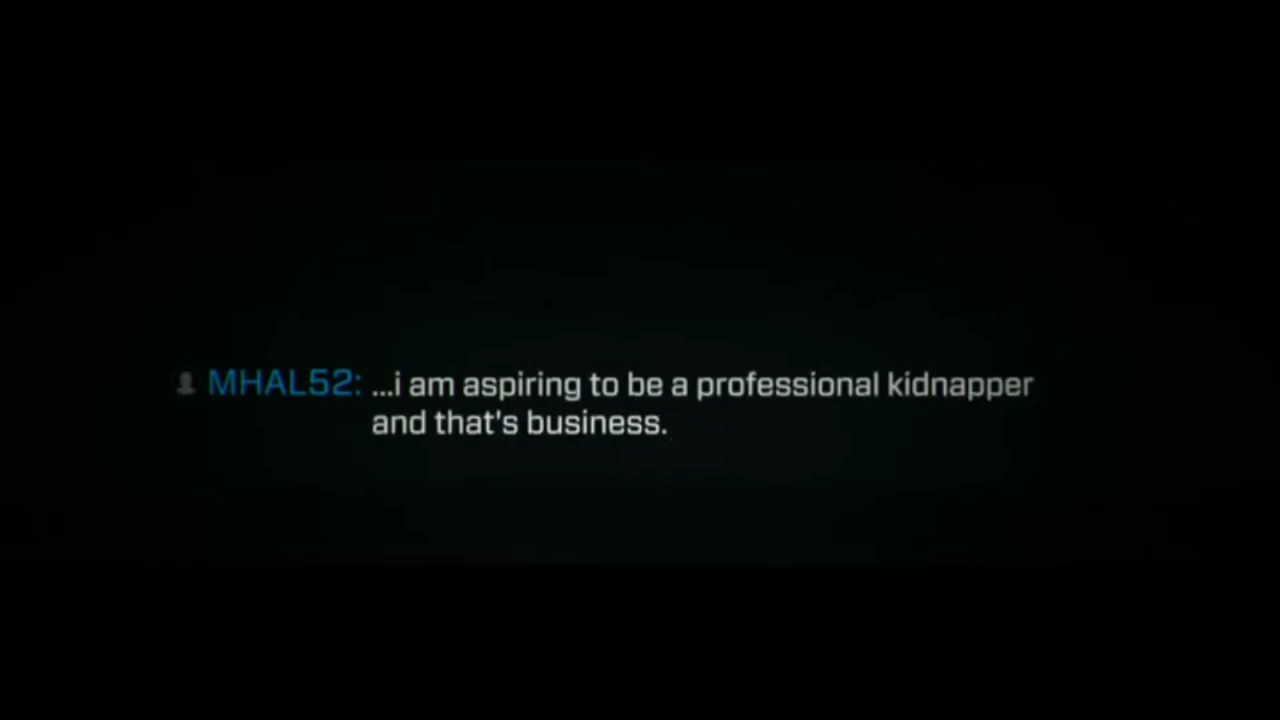 MHAL52: ...i am aspiring to be a professional kidnapper
and that's business.